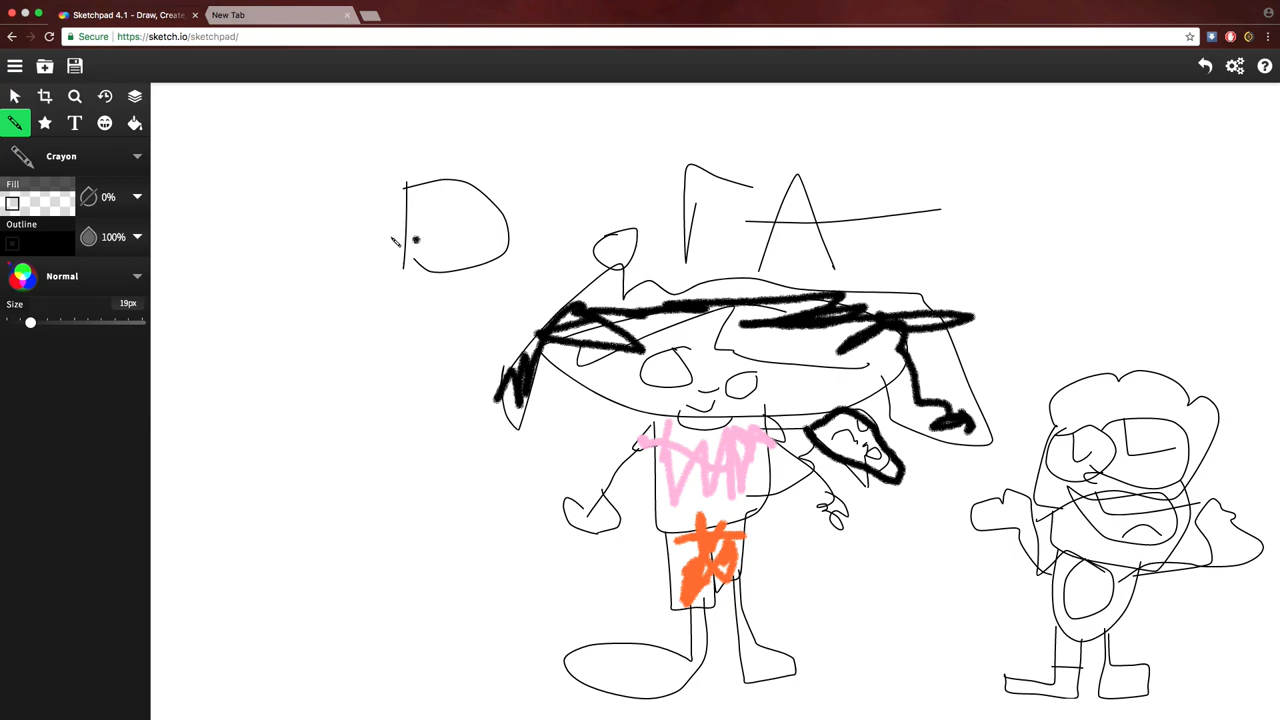 Sketchpad 4.1 - Draw, Create,
New Tab
Secure https://sketch.io/sketchpad/
Crayon
Fill
0%
Outline
100%
Normal
Size
19px
D FA